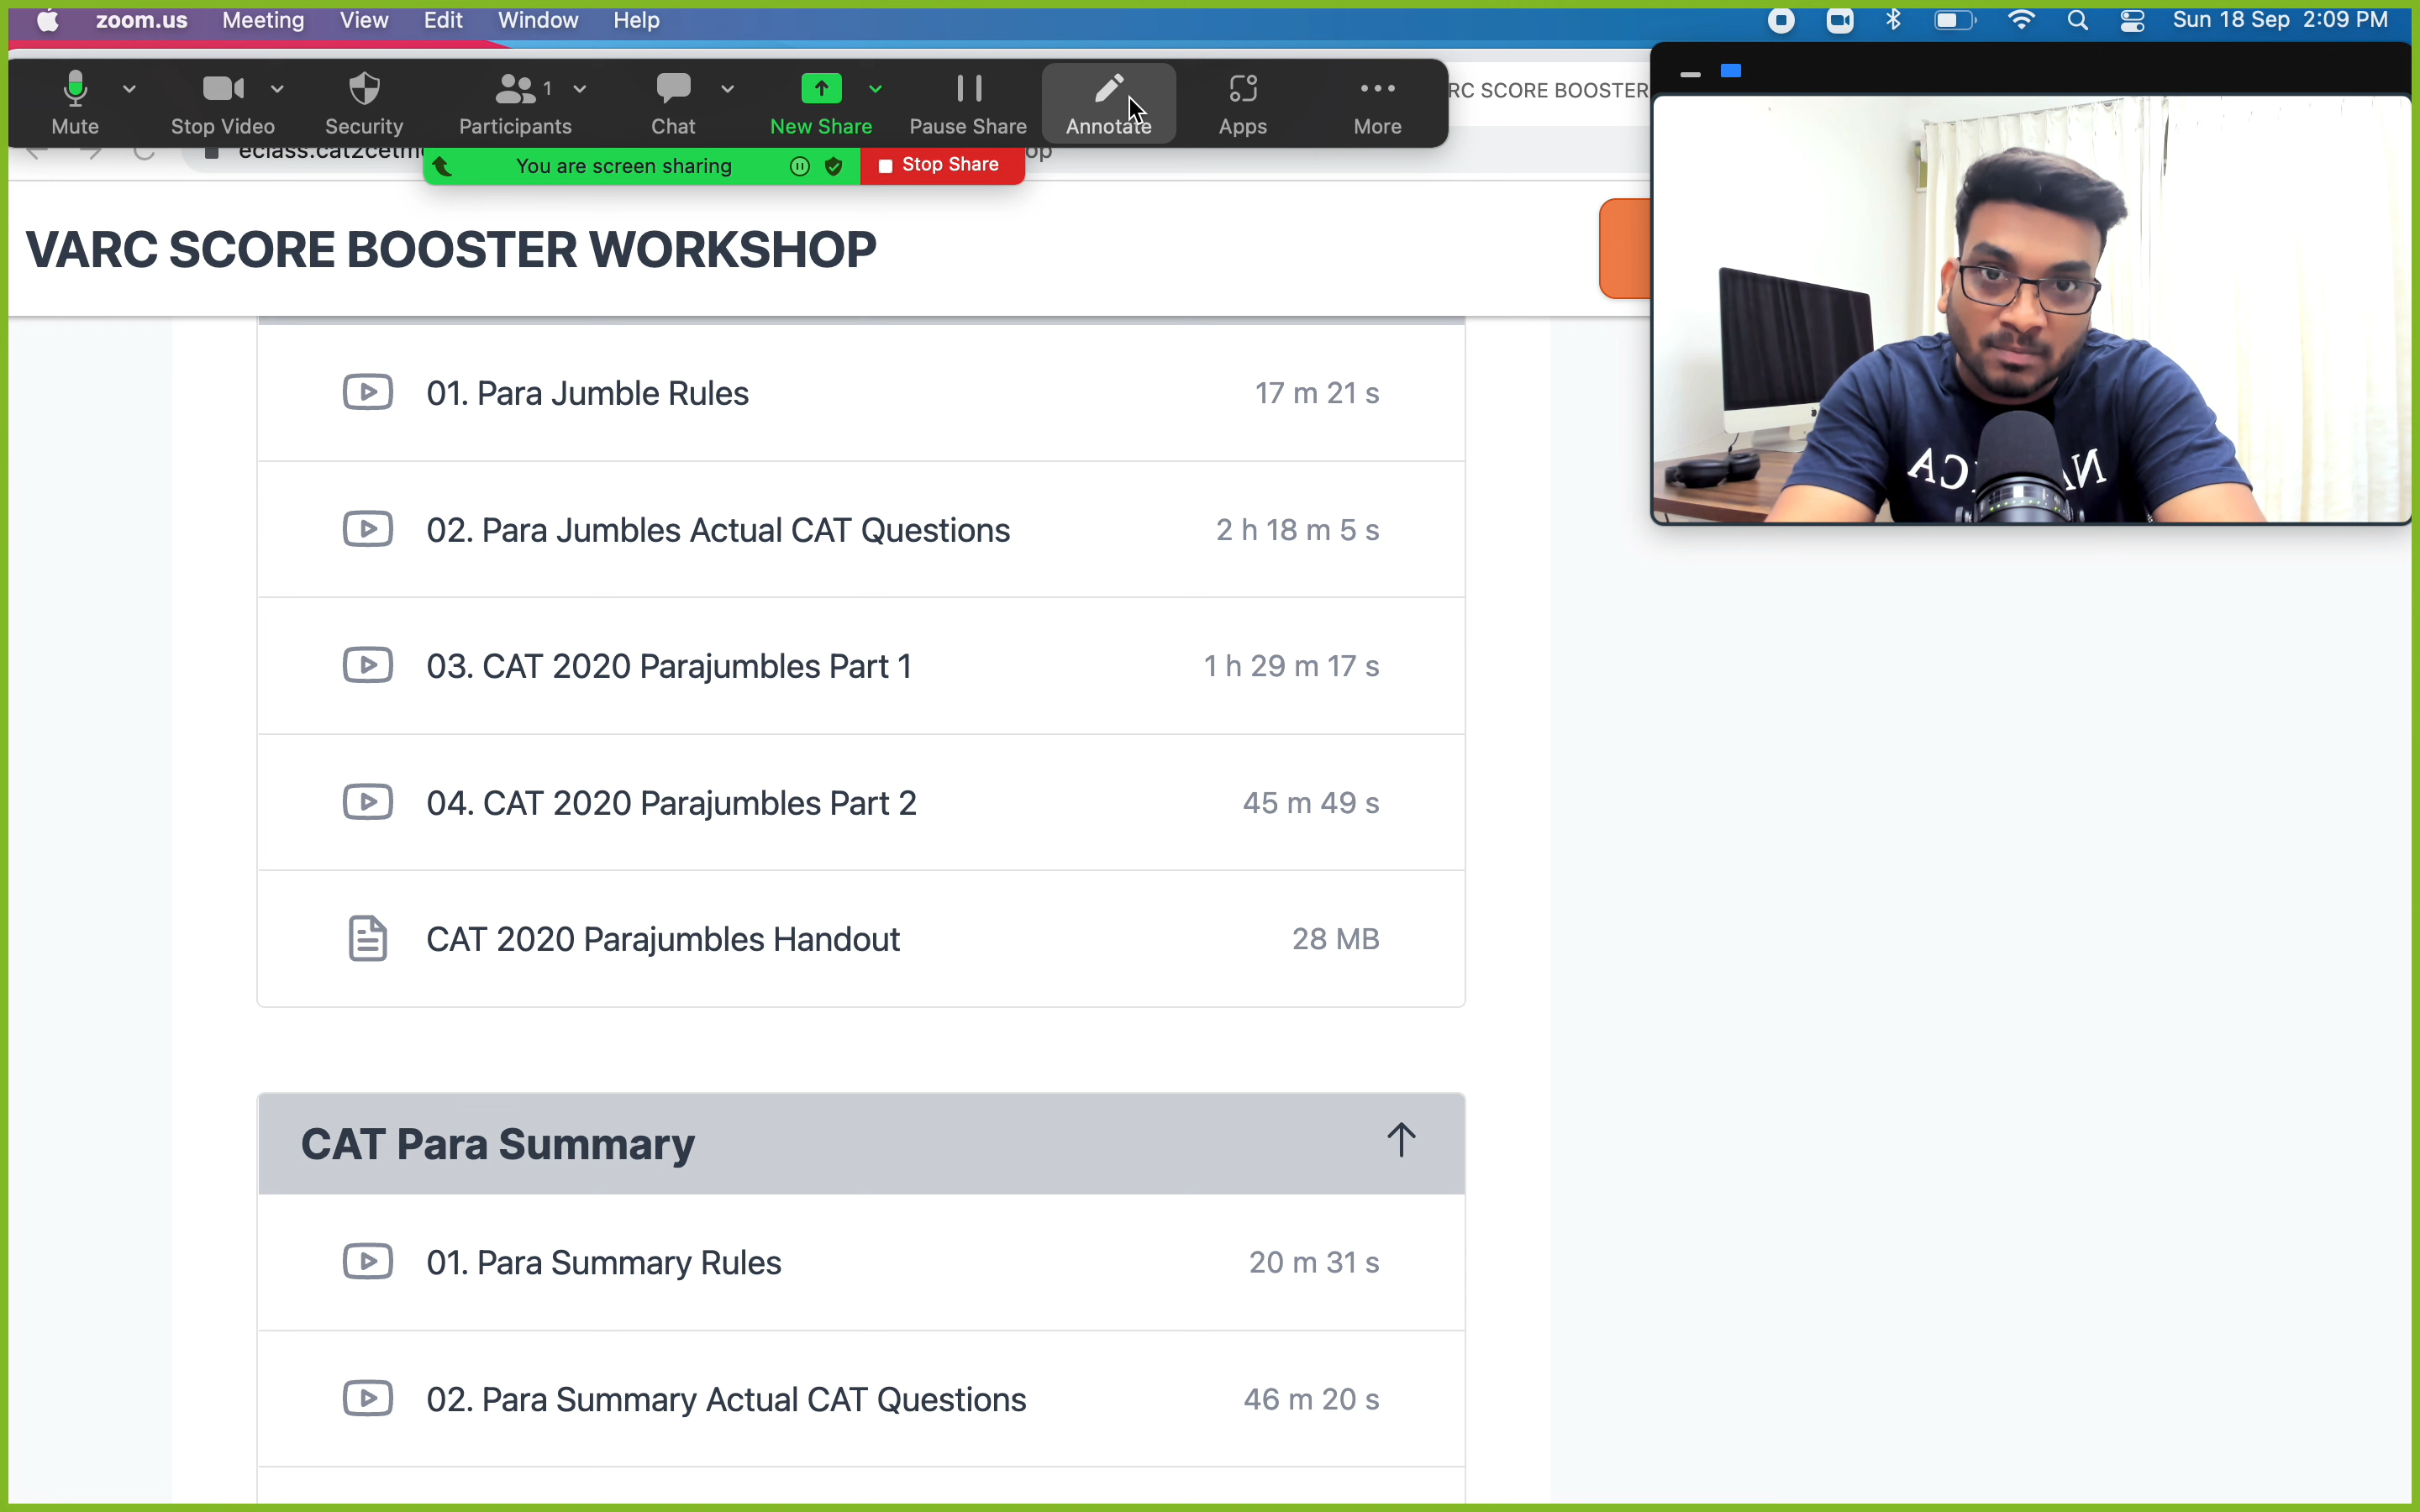 zoom.us Meeting View Edit Window Help Sun 18 Sep 2:09 PM
Mute Stop Video Security Participants 1 Chat New Share Pause Share Annotate Apps More
RC SCORE BOOSTER
You are screen sharing Stop Share
VARC SCORE BOOSTER WORKSHOP
01. Para Jumble Rules 17 m 21 s
02. Para Jumbles Actual CAT Questions 2 h 18 m 5 s
03. CAT 2020 Parajumbles Part 1 1 h 29 m 17 s
04. CAT 2020 Parajumbles Part 2 45 m 49 s
CAT 2020 Parajumbles Handout 28 MB
CAT Para Summary
01. Para Summary Rules 20 m 31 s
02. Para Summary Actual CAT Questions 46 m 20 s